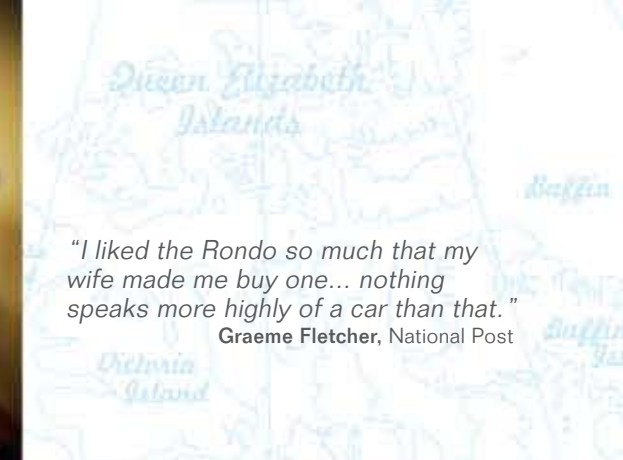 Queen Elizabeth
Islands
Baffin
"I liked the Rondo so much that my
wife made me buy one... nothing
speaks more highly of a car than that."
Graeme Fletcher, National Post
Baffin
Victoria
Island